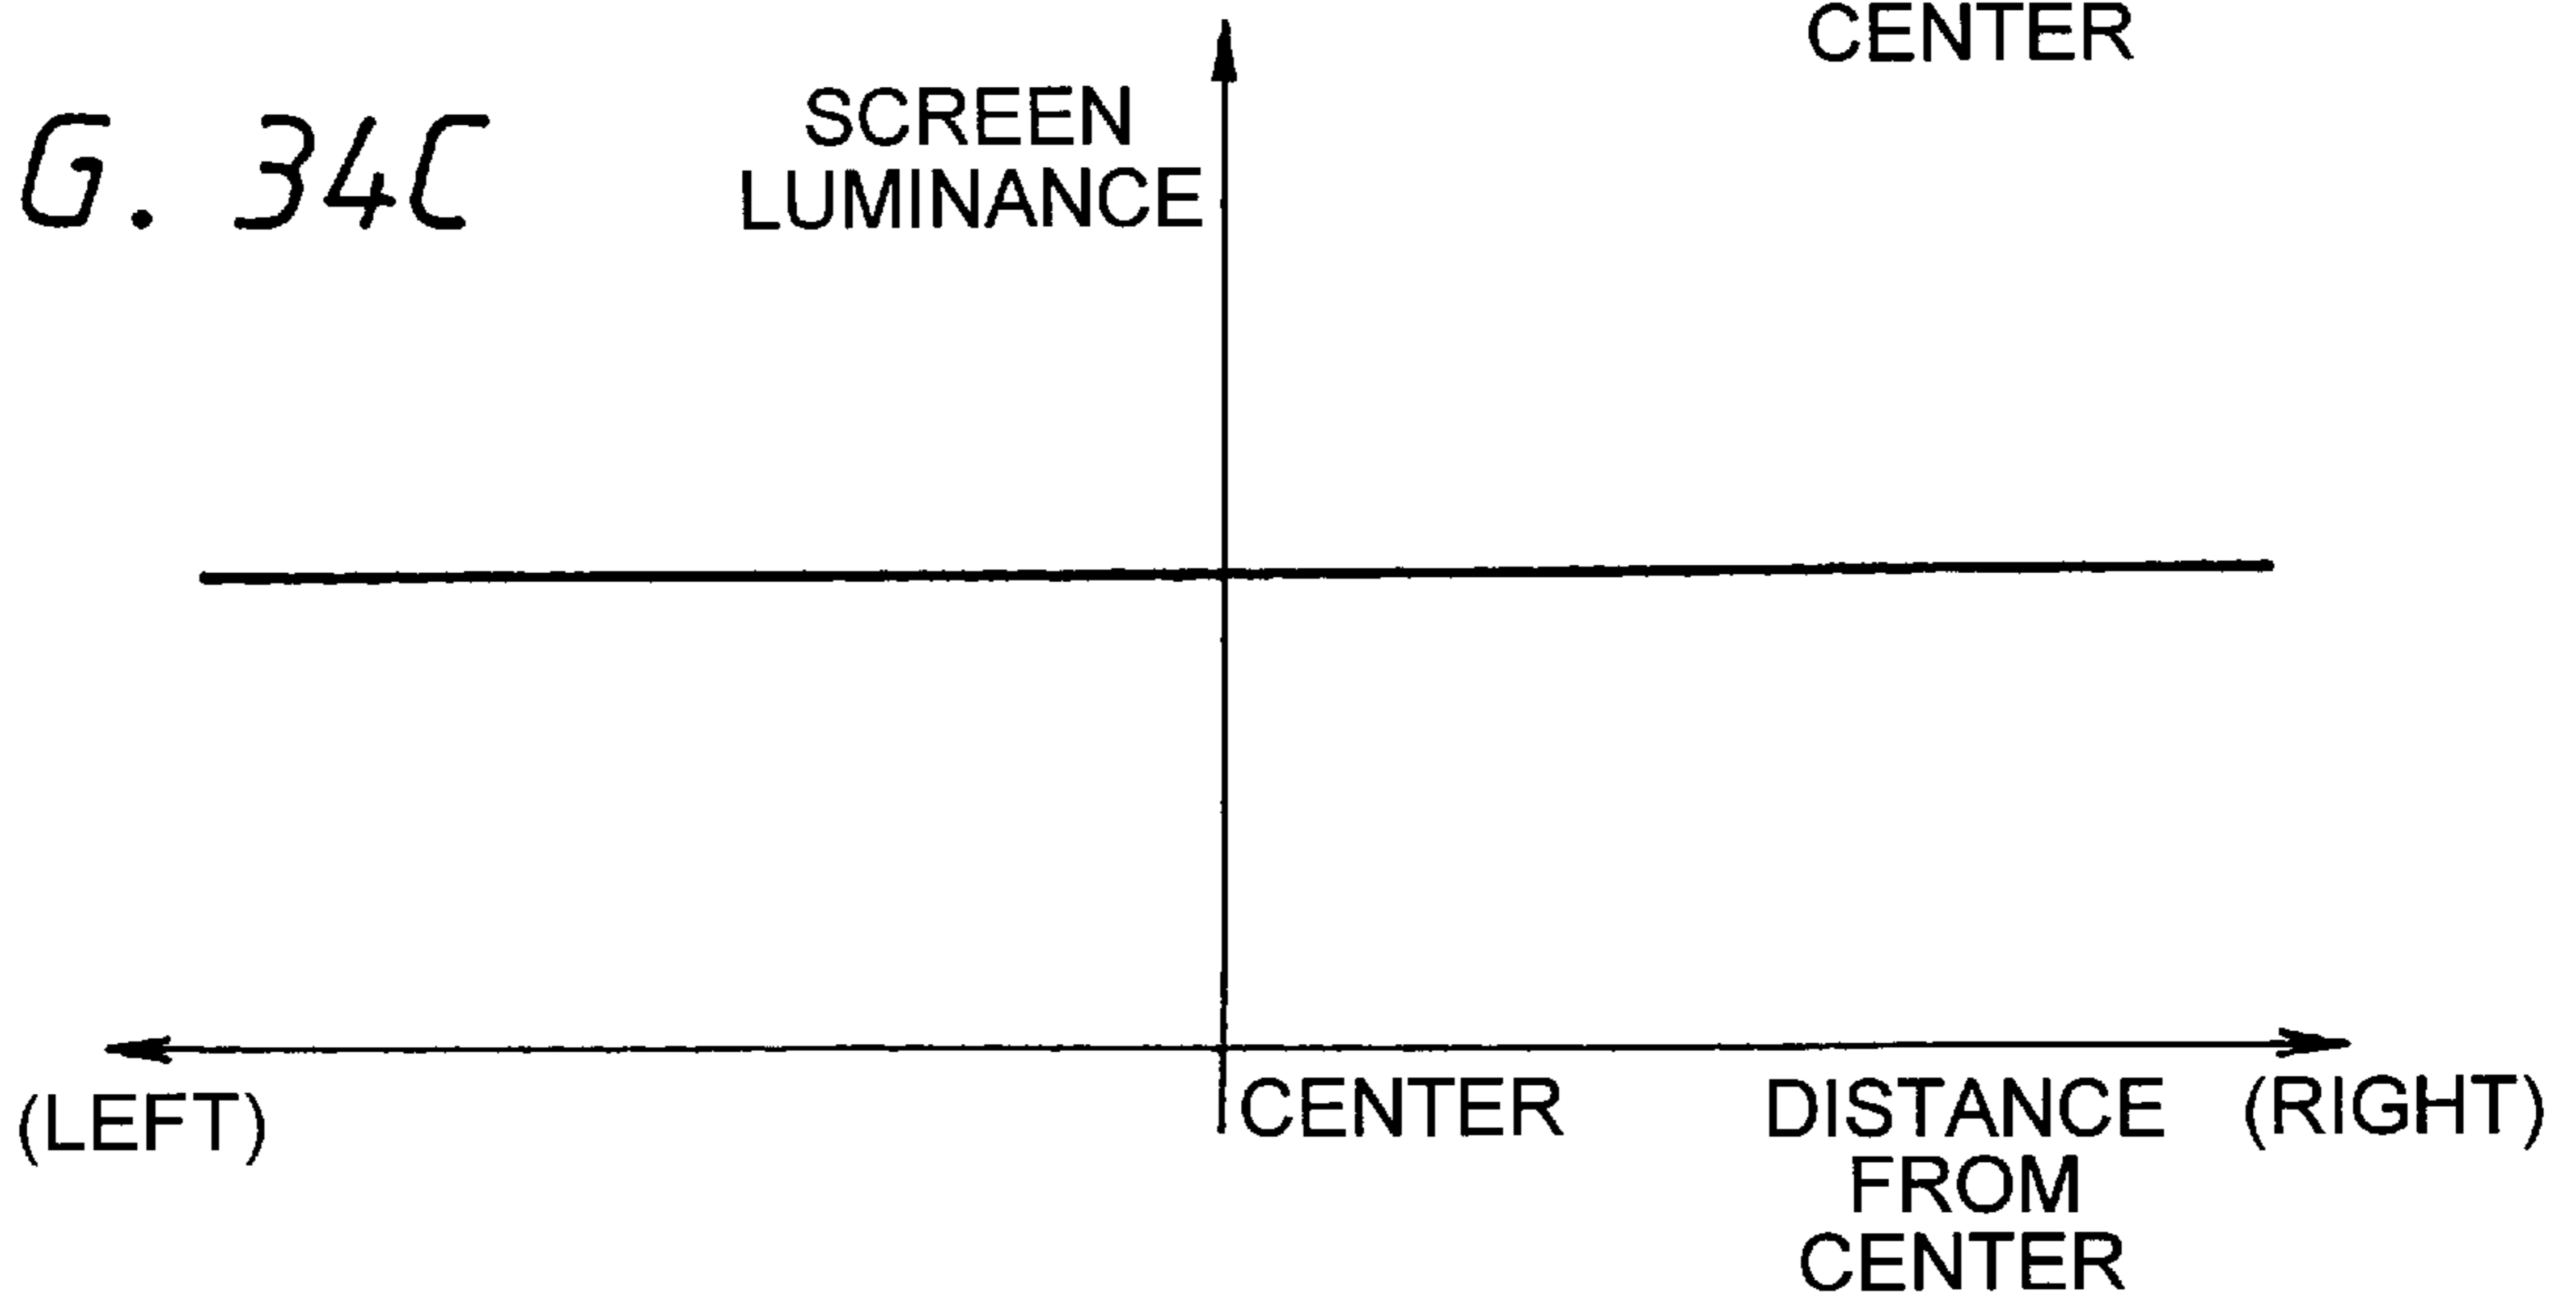 CENTER
G. 34C
SCREEN
LUMINANCE
(LEFT)
CENTER
DISTANCE
FROM
CENTER
(RIGHT)